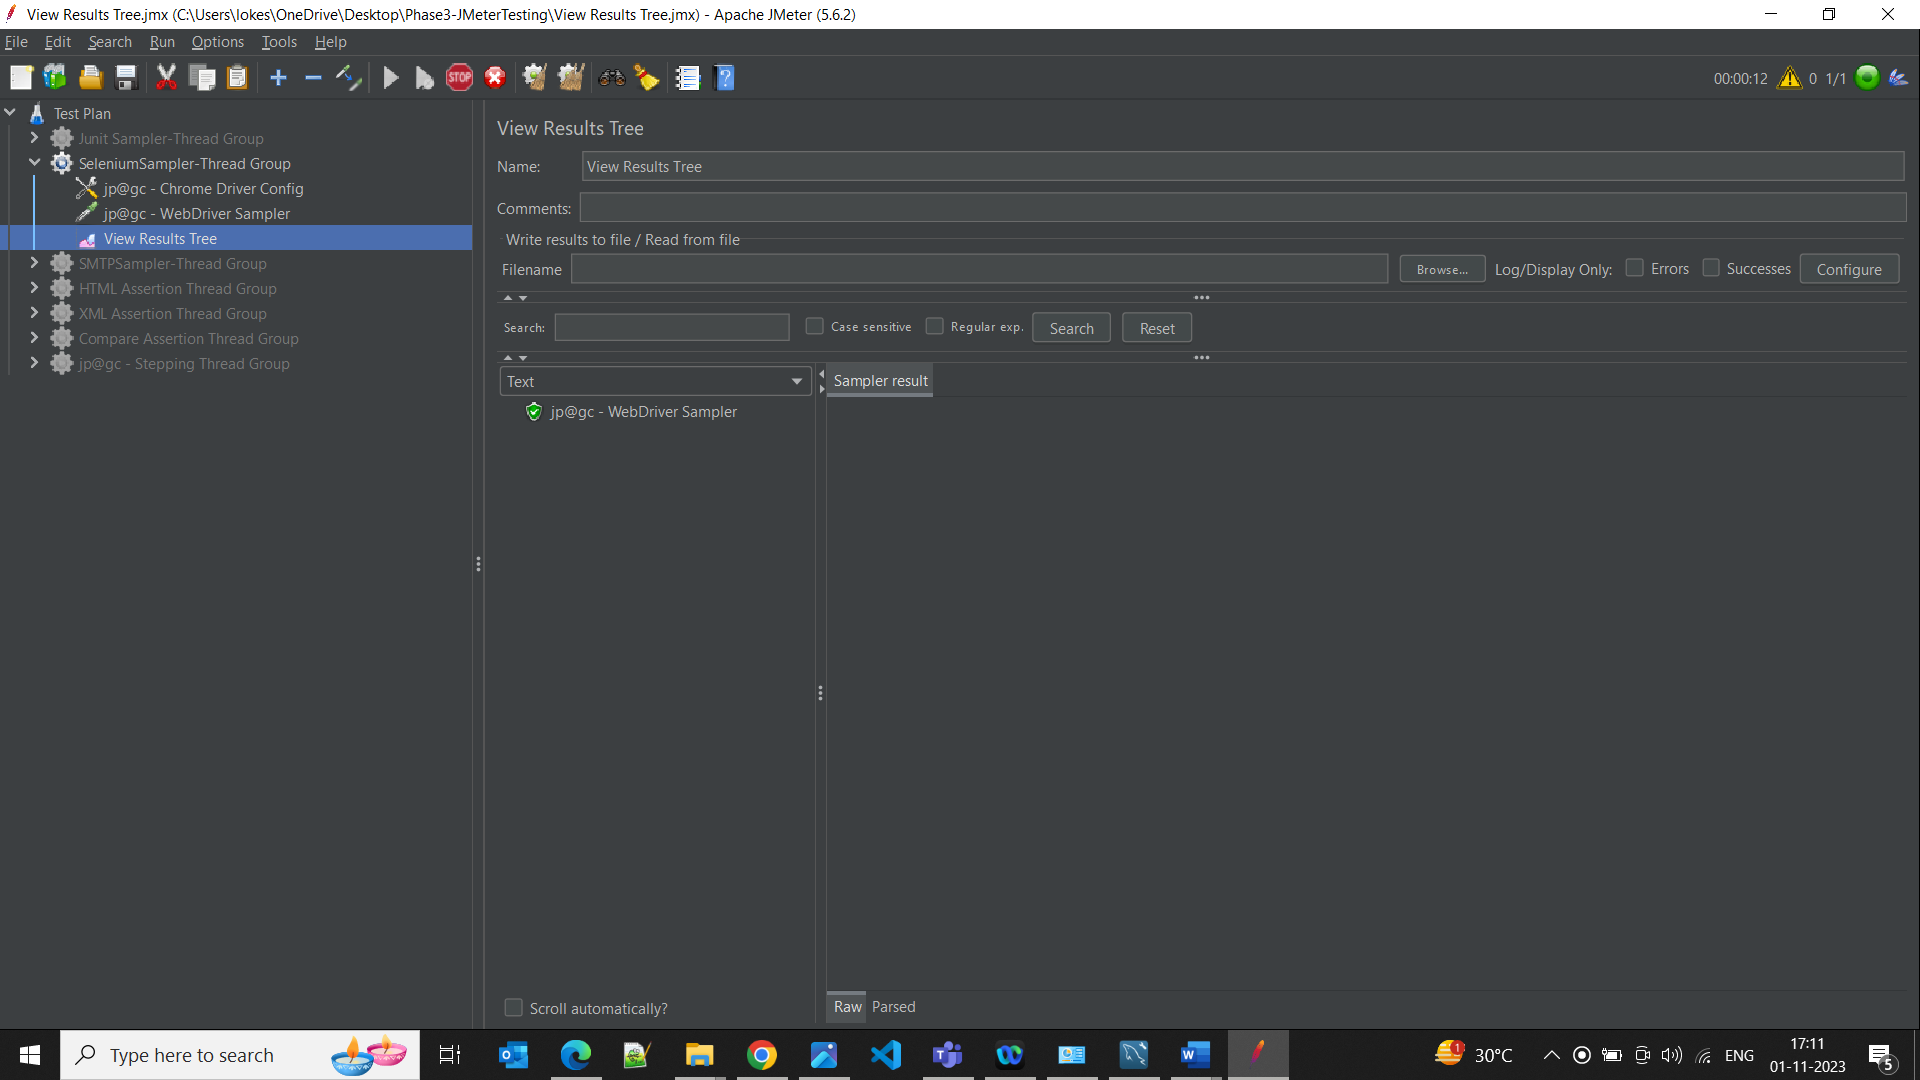 View Results Tree.jmx (C:\Users\lokes\OneDrive\Desktop\Phase3-JMeterTesting\View Results Tree.jmx) - Apache JMeter (5.6.2)
File Edit Search Run Options Tools Help
STOP
00:00:12 0 1/1
Test Plan
Junit Sampler-Thread Group
SeleniumSampler-Thread Group
jp@gc - Chrome Driver Config
jp@gc - WebDriver Sampler
View Results Tree
SMTPSampler-Thread Group
HTML Assertion Thread Group
XML Assertion Thread Group
Compare Assertion Thread Group
jp@gc - Stepping Thread Group
View Results Tree
Name: View Results Tree
Comments:
Write results to file / Read from file
Filename Browse... Log/Display Only: Errors Successes Configure
Search: Case sensitive Regular exp. Search Reset
Text
Sampler result
jp@gc - WebDriver Sampler
Scroll automatically?
Raw Parsed
Type here to search
1 30°C
ENG
17:11
01-11-2023
5